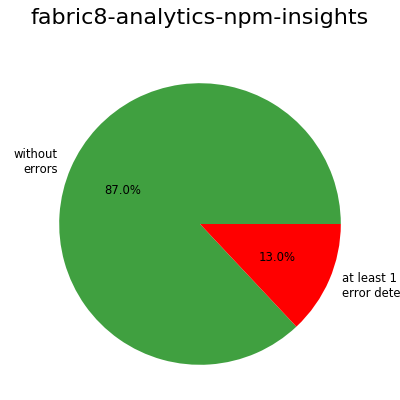 fabric8-analytics-npm-insights
without
errors
87.0%
13.0%
at least 1
error dete